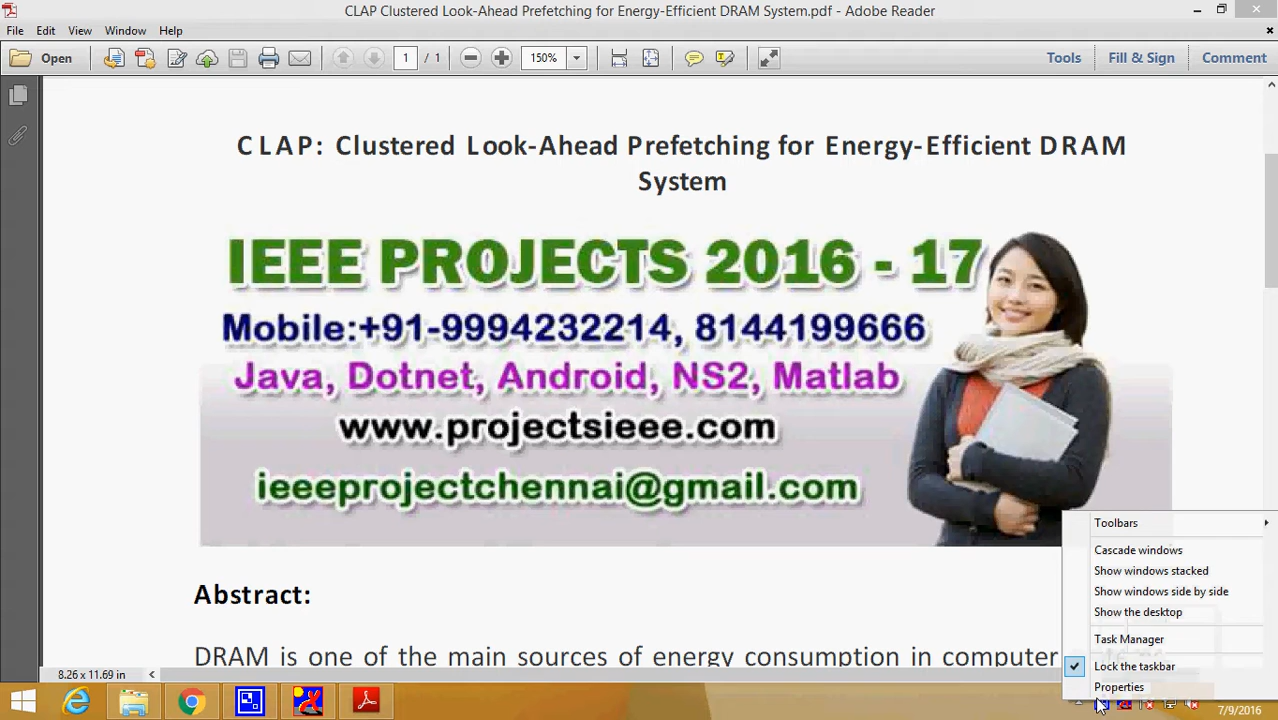 CLAP Clustered Look-Ahead Prefetching for Energy-Efficient DRAM System.pdf - Adobe Reader
File Edit View Window Help
Open 1 / 1 150% Tools Fill & Sign Comment
CLAP: Clustered Look-Ahead Prefetching for Energy-Efficient DRAM
System
IEEE PROJECTS 2016 - 17
Mobile:+91-9994232214, 8144199666
Java, Dotnet, Android, NS2, Matlab
www.projectsieee.com
ieeeprojectchennai@gmail.com
Abstract:
DRAM is one of the main sources of energy consumption in computer
Toolbars
Cascade windows
Show windows stacked
Show windows side by side
Show the desktop
Task Manager
Lock the taskbar
Properties
8.26 x 11.69 in
7/9/2016